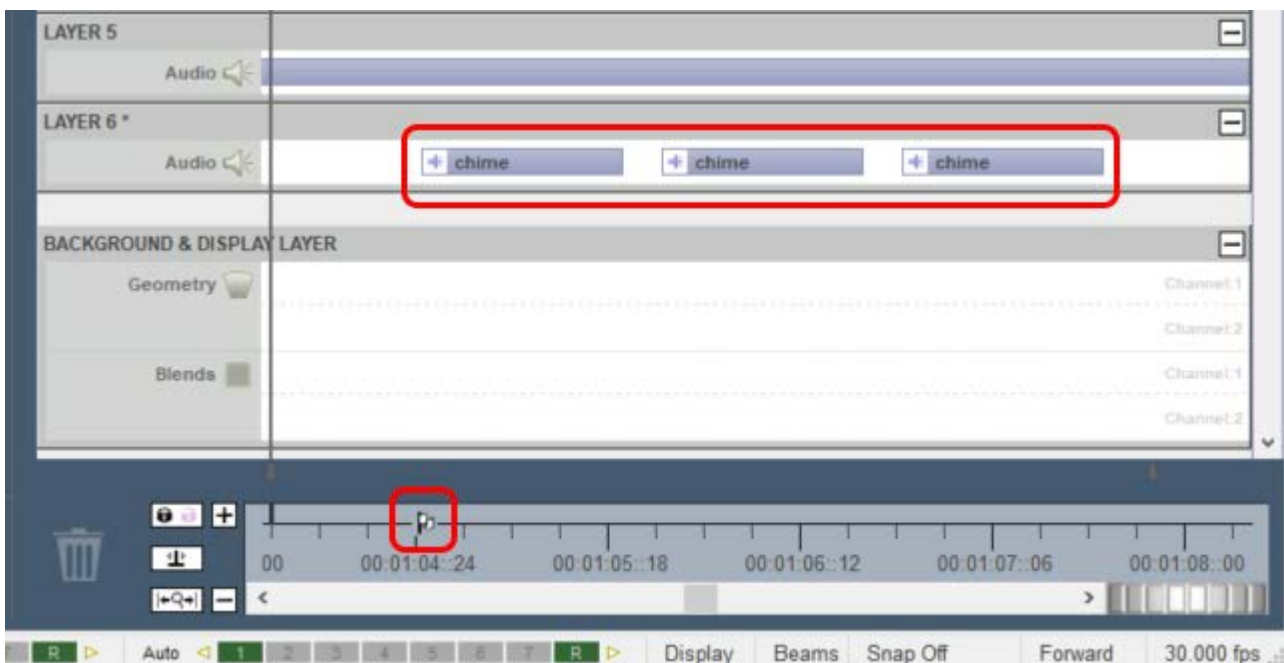 LAYER 5
Audio
LAYER 6 *
Audio
chime chime chime
BACKGROUND & DISPLAY LAYER
Geometry
Channel:1
Channel:2
Blends
Channel:1
Channel:2
00 00:01:04::24 00:01:05::18 00:01:06::12 00:01:07::06 00:01:08::00
R Auto 1 2 3 4 5 6 7 R Display Beams Snap Off Forward 30.000 fps